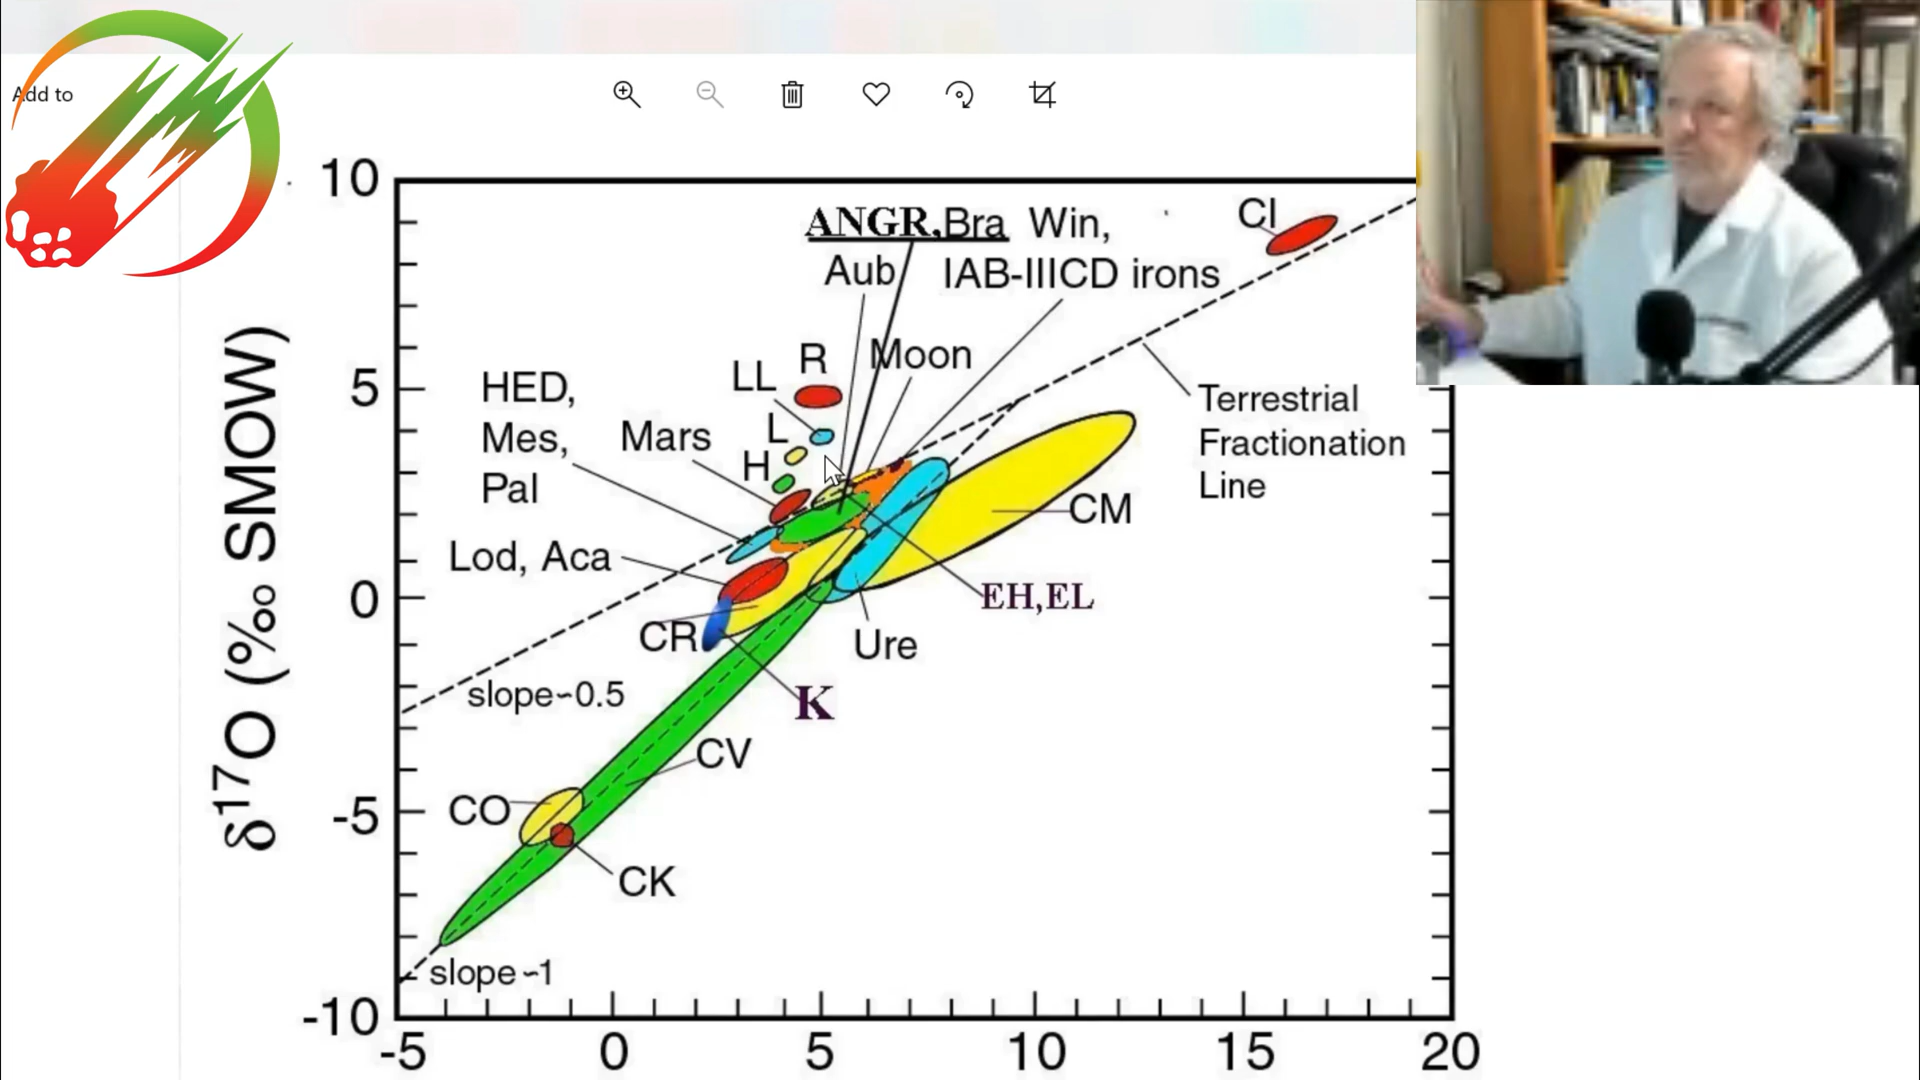 Add to
10
ANGR,Bra Win,
CI
Aub
IAB-IIICD irons
R
Moon
LL
HED,
Mes,
Pal
5
Mars
L
H
Terrestrial
Fractionation
Line
CM
Lod, Aca
0
EH,EL
CR
Ure
slope~0.5
K
CV
CO
-5
CK
slope~1
-10
-5 0 5 10 15 20
δ17O (‰ SMOW)